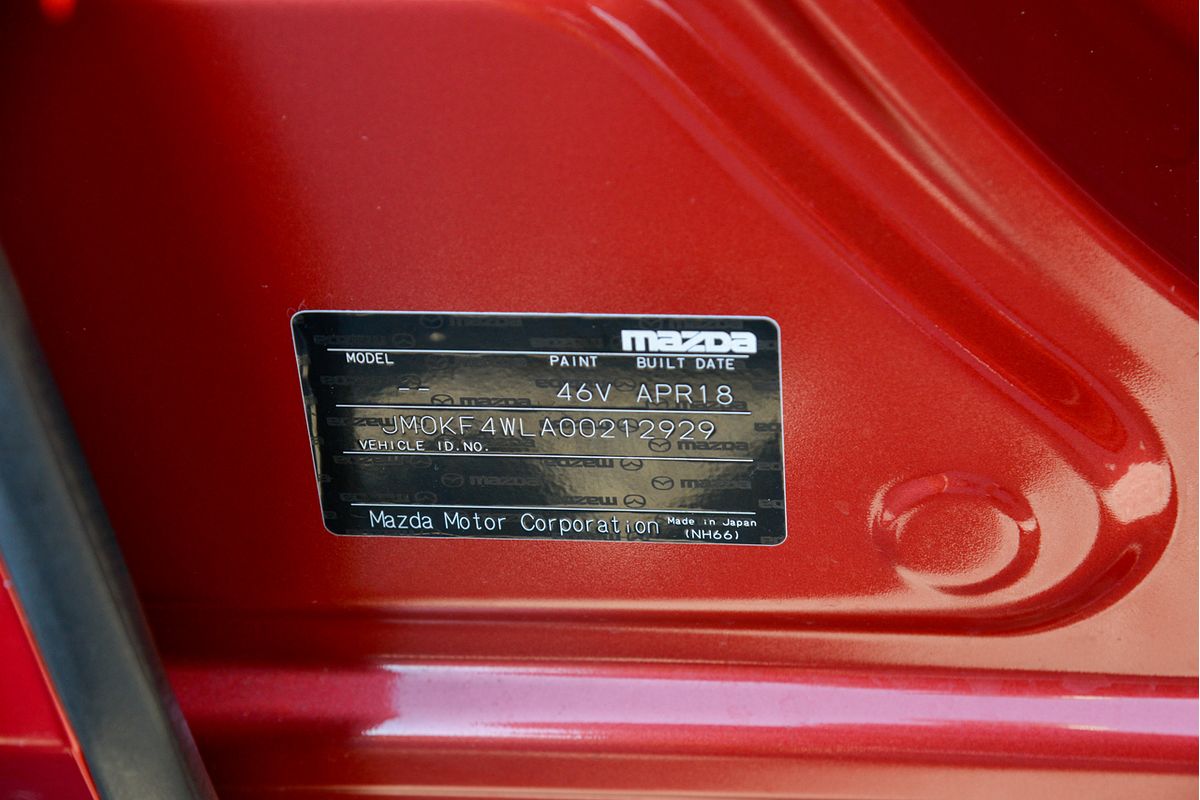 mazda
MODEL PAINT BUILT DATE
-- 46V APR18
JM0KF4WLA00212929
VEHICLE ID.NO.
Mazda Motor Corporation Made in Japan
(NH66)